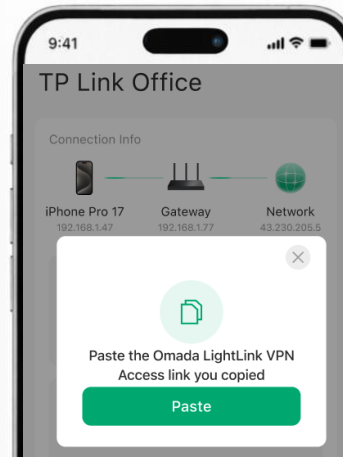 9:41
TP Link Office
Connection Info
iPhone Pro 17 Gateway Network
192.168.1.47 192.168.1.77 43.230.205.5
Paste the Omada LightLink VPN
Access link you copied
Paste